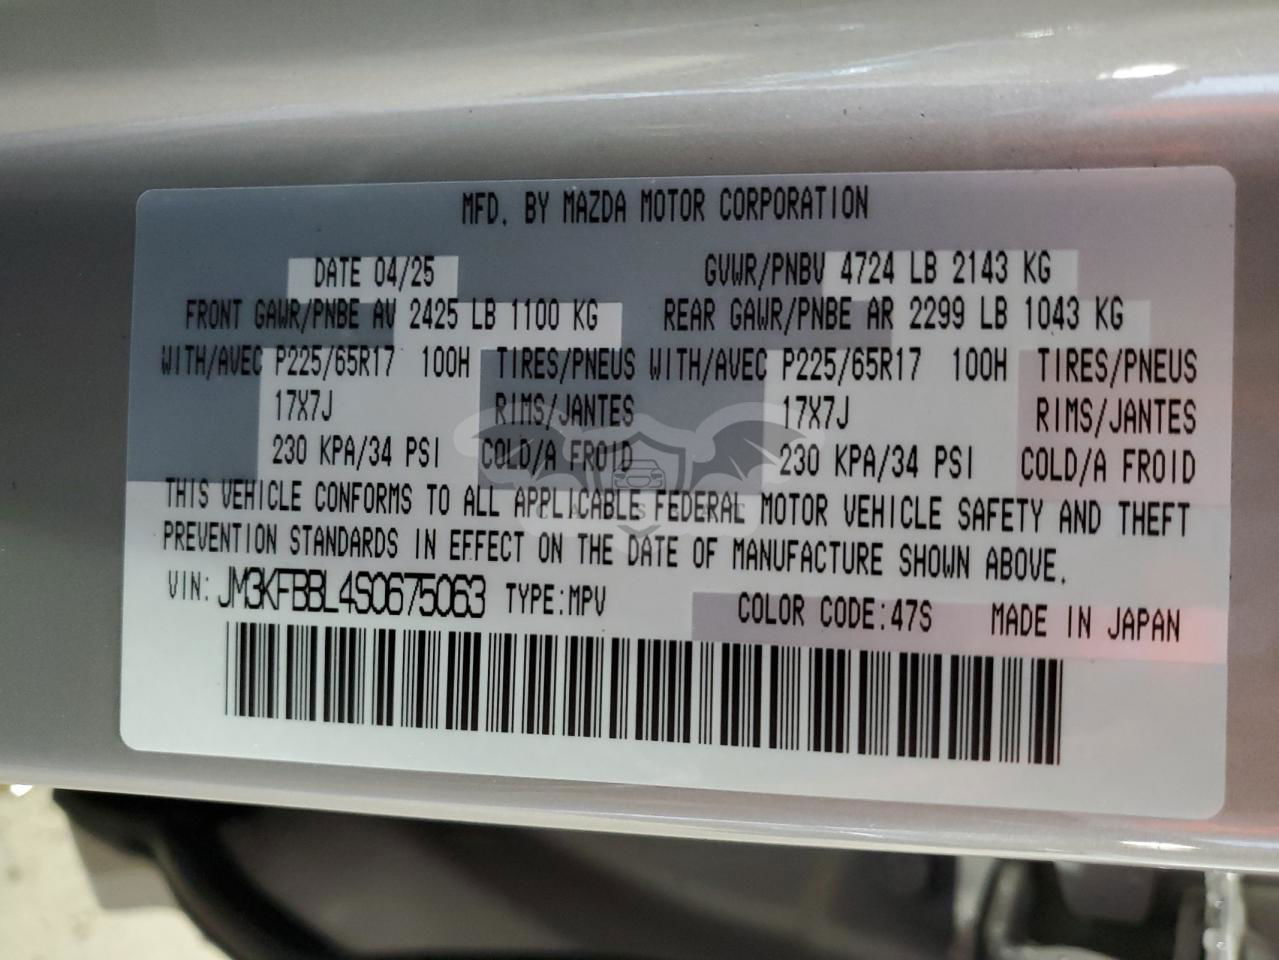 MFD. BY MAZDA MOTOR CORPORATION
DATE 04/25 GVWR/PNBV 4724 LB 2143 KG
FRONT GAWR/PNBE AV 2425 LB 1100 KG REAR GAWR/PNBE AR 2299 LB 1043 KG
WITH/AVEC P225/65R17 100H TIRES/PNEUS WITH/AVEC P225/65R17 100H TIRES/PNEUS
17X7J RIMS/JANTES 17X7J RIMS/JANTES
230 KPA/34 PSI COLD/A FROID 230 KPA/34 PSI COLD/A FROID
THIS VEHICLE CONFORMS TO ALL APPLICABLE FEDERAL MOTOR VEHICLE SAFETY AND THEFT
PREVENTION STANDARDS IN EFFECT ON THE DATE OF MANUFACTURE SHOWN ABOVE.
VIN: JM3KFBBL4S0675063 TYPE:MPV COLOR CODE:47S MADE IN JAPAN